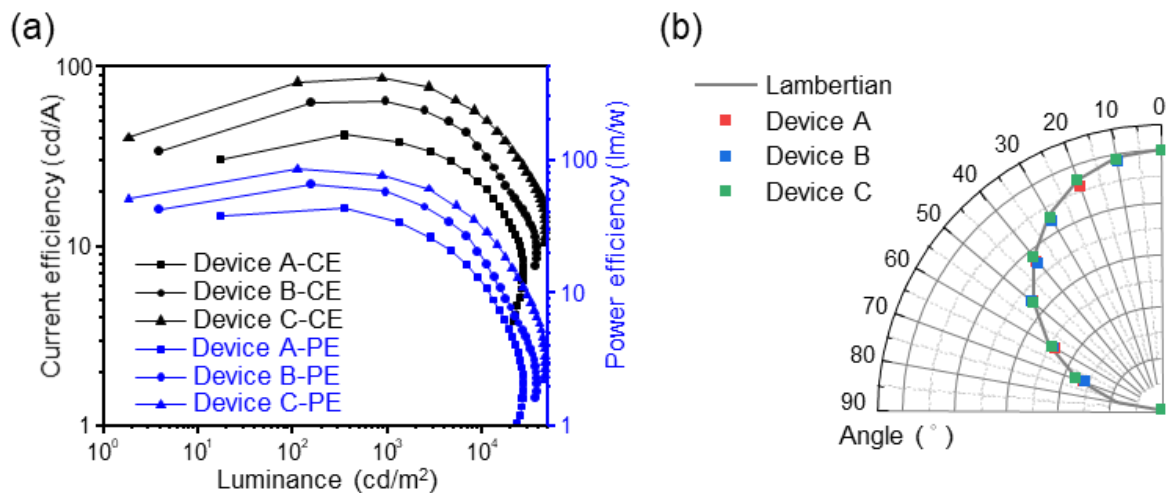 (a)
Current efficiency (cd/A)
100
10
1
Device A-CE
Device B-CE
Device C-CE
Device A-PE
Device B-PE
Device C-PE
10⁰
10¹
10²
10³
10⁴
Luminance (cd/m²)
100
10
1
Power efficiency (lm/w)
(b)
Lambertian
Device A
Device B
Device C
0
10
20
30
40
50
60
70
80
90
Angle (°)